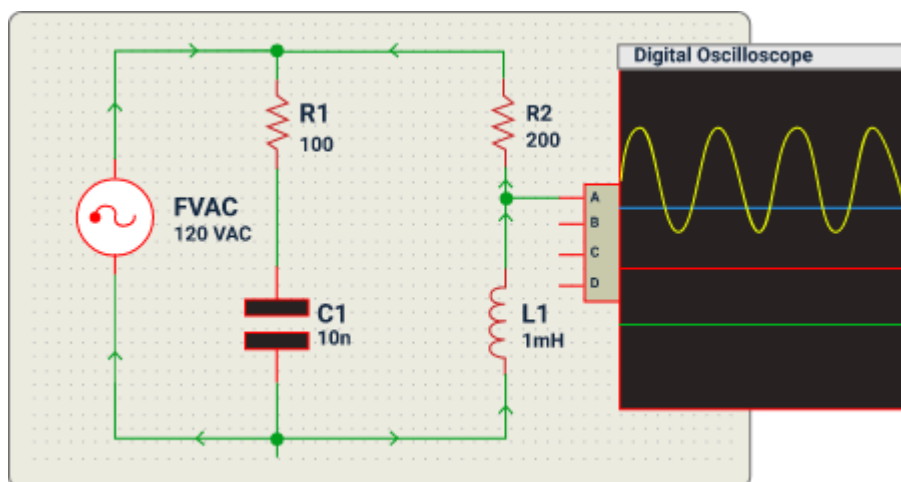 Digital Oscilloscope
R1
100
R2
200
FVAC
120 VAC
A
B
C
D
C1
10n
L1
1mH